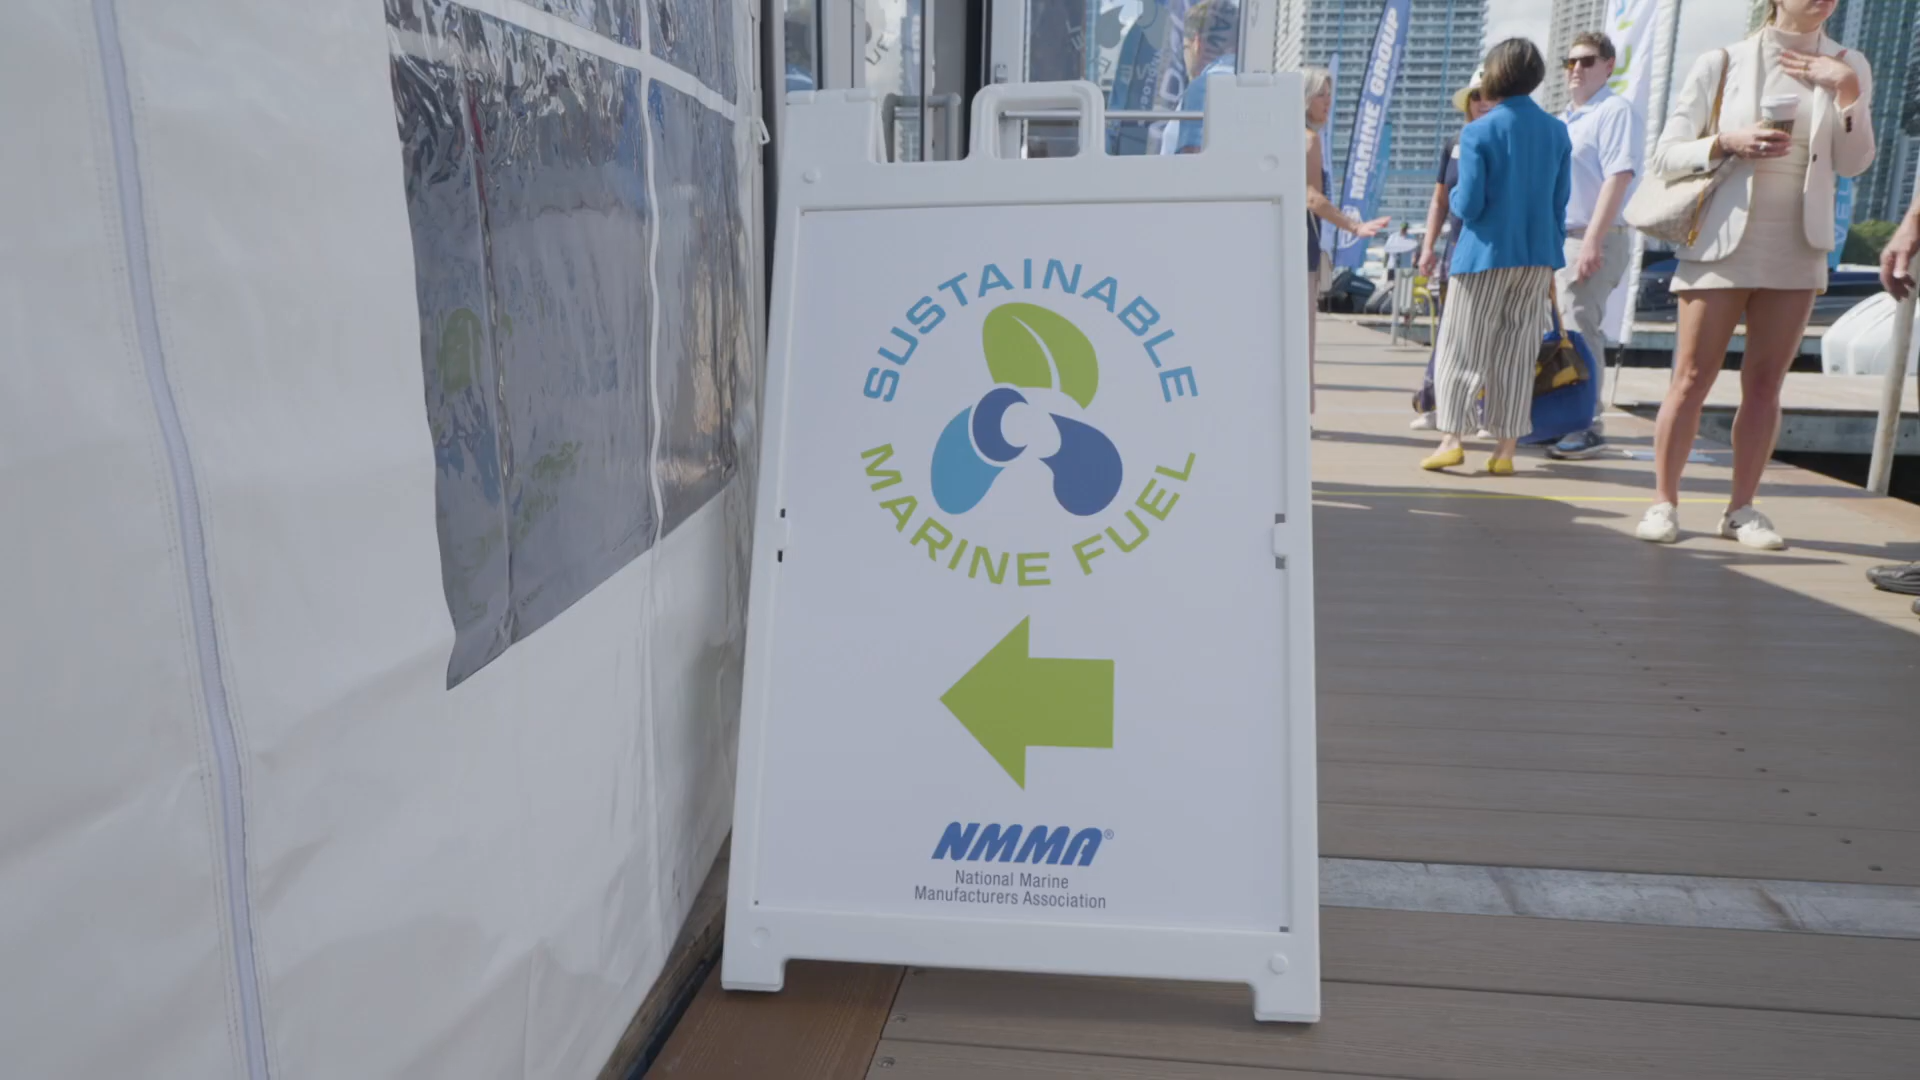 SUSTAINABLE
MARINE FUEL
NMMA®
National Marine
Manufacturers Association
MARINE GROUP